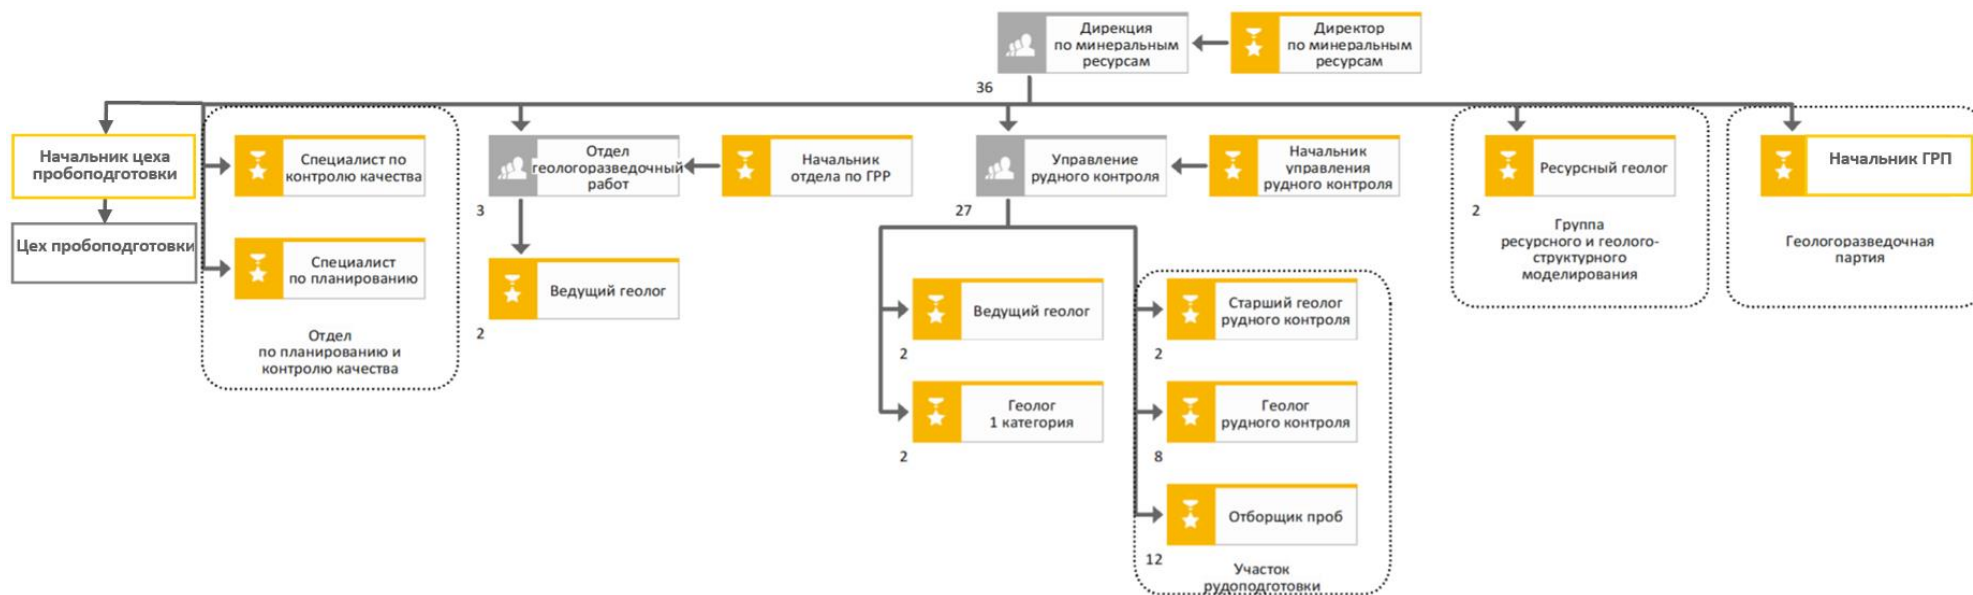 Дирекция
по минеральным
ресурсам
Директор
по минеральным
ресурсам
36
Начальник цеха
пробоподготовки
Цех пробоподготовки
Специалист по
контролю качества
Специалист
по планированию
Отдел
по планированию и
контролю качества
Отдел
геологоразведочный
работ
3
Начальник
отдела по ГРР
Ведущий геолог
2
Управление
рудного контроля
27
Начальник
управления
рудного контроля
Ведущий геолог
2
Геолог
1 категория
2
Старший геолог
рудного контроля
2
Геолог
рудного контроля
8
Отборщик проб
12
Участок
рудоподготовки
Ресурсный геолог
2
Группа
ресурсного и геолого-
структурного
моделирования
Начальник ГРП
Геологоразведочная
партия